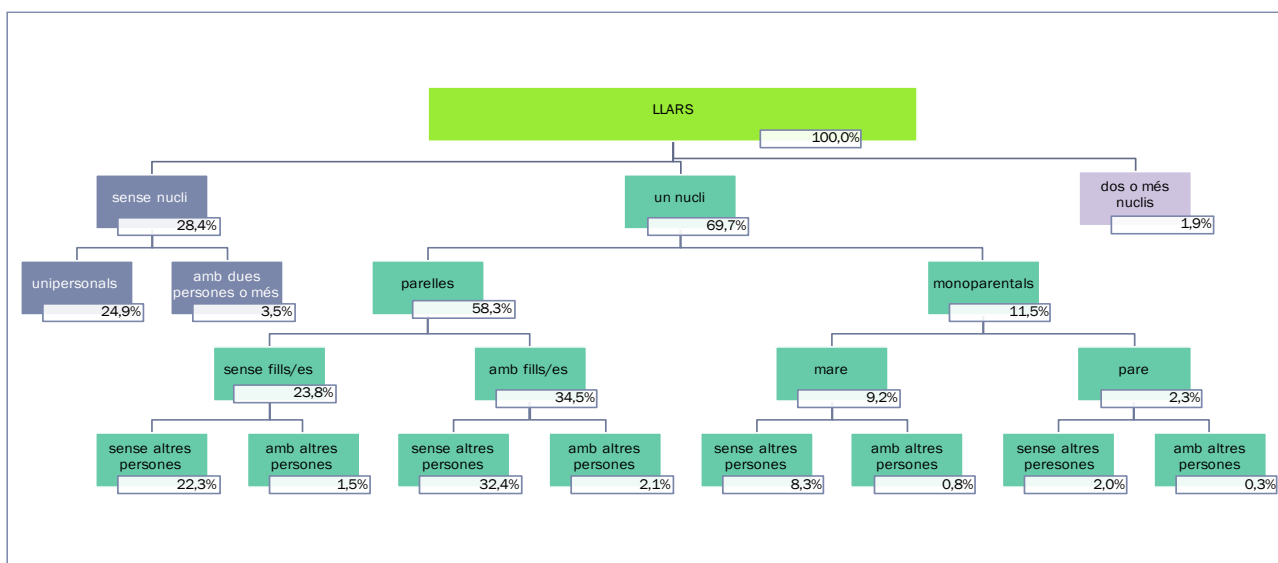 LLARS
100,0%
sense nucli
28,4%
un nucli
69,7%
dos o més
nuclis
1,9%
unipersonals
24,9%
amb dues
persones o més
3,5%
parelles
58,3%
monoparentals
11,5%
sense fills/es
23,8%
amb fills/es
34,5%
mare
9,2%
pare
2,3%
sense altres
persones
22,3%
amb altres
persones
1,5%
sense altres
persones
32,4%
amb altres
persones
2,1%
sense altres
persones
8,3%
amb altres
persones
0,8%
sense altres
peresones
2,0%
amb altres
persones
0,3%